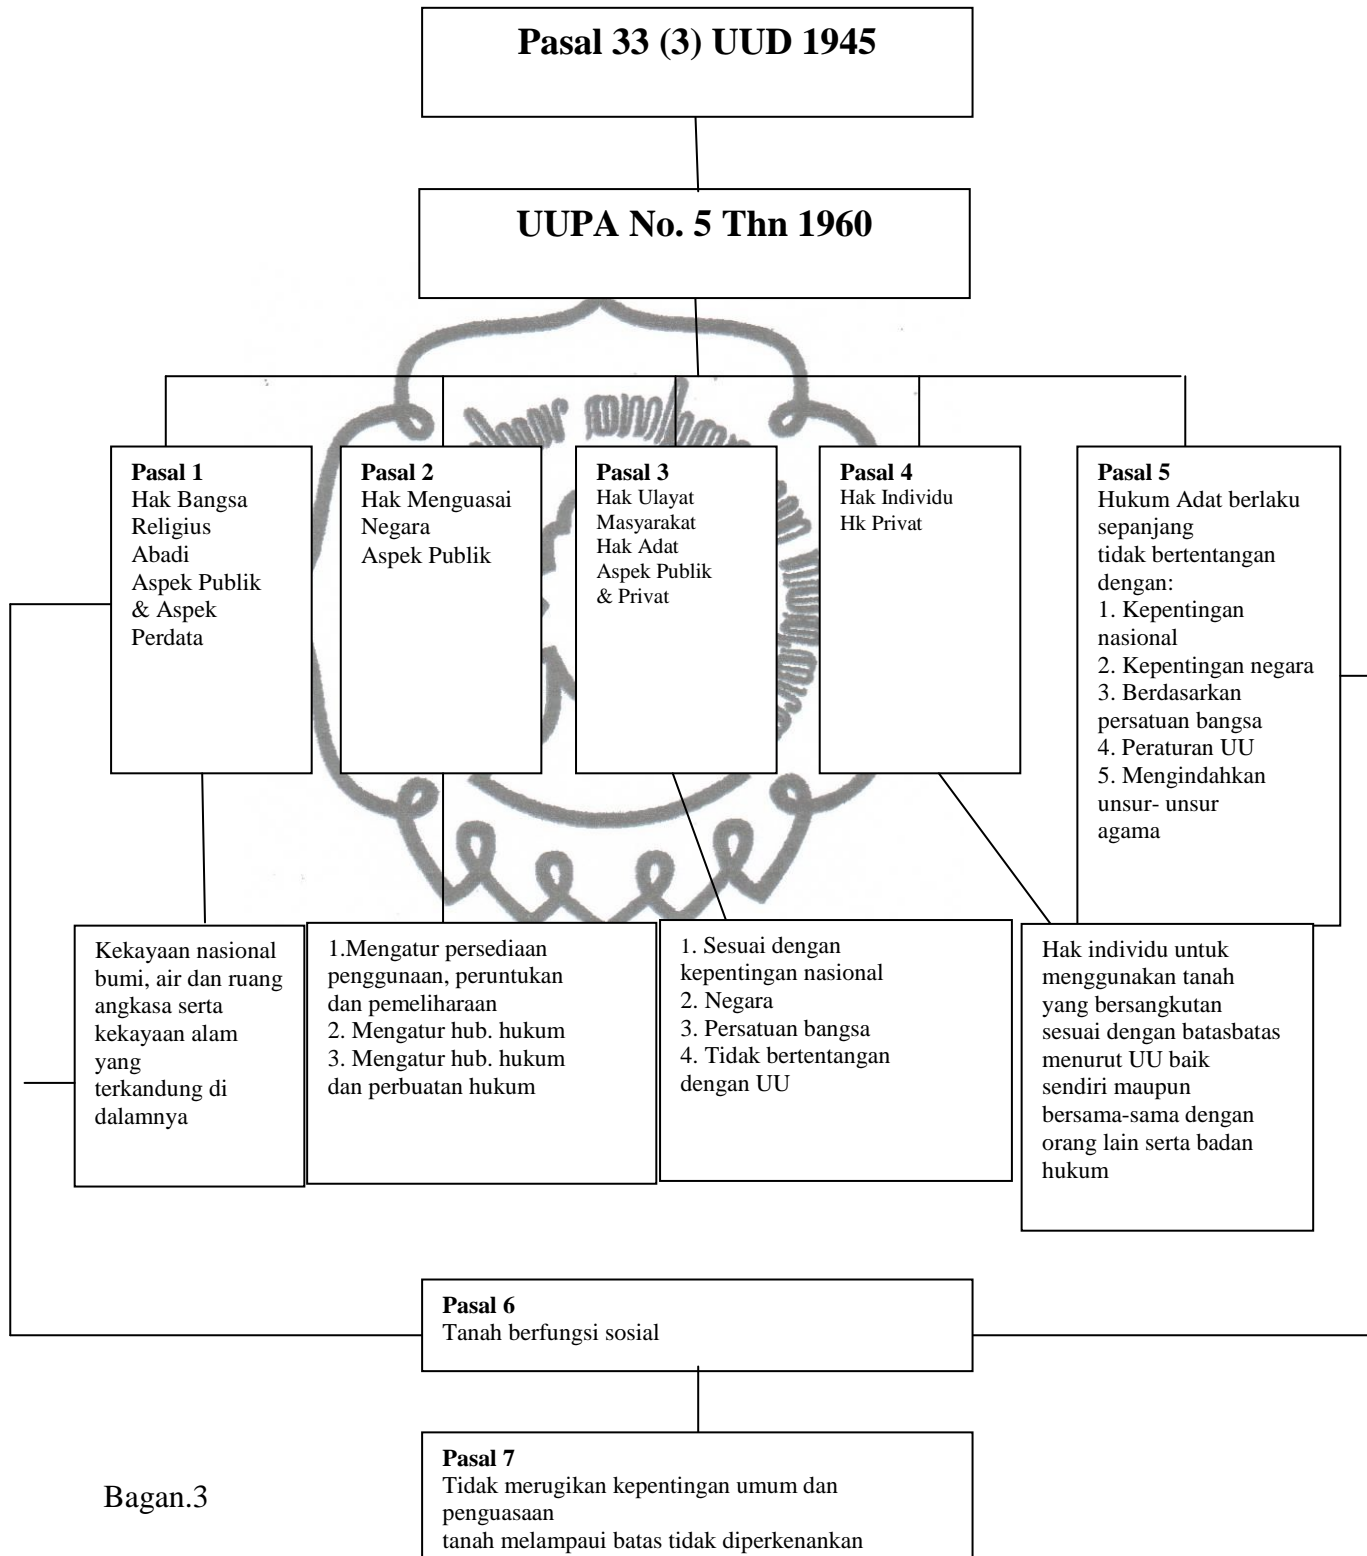 Pasal 33 (3) UUD 1945
UUPA No. 5 Thn 1960
Pasal 1
Hak Bangsa
Religius
Abadi
Aspek Publik
& Aspek
Perdata
Pasal 2
Hak Menguasai
Negara
Aspek Publik
Pasal 3
Hak Ulayat
Masyarakat
Hak Adat
Aspek Publik
& Privat
Pasal 4
Hak Individu
Hk Privat
Pasal 5
Hukum Adat berlaku
sepanjang
tidak bertentangan
dengan:
1. Kepentingan
nasional
2. Kepentingan negara
3. Berdasarkan
persatuan bangsa
4. Peraturan UU
5. Mengindahkan
unsur- unsur
agama
Kekayaan nasional
bumi, air dan ruang
angkasa serta
kekayaan alam
yang
terkandung di
dalamnya
1.Mengatur persediaan
penggunaan, peruntukan
dan pemeliharaan
2. Mengatur hub. hukum
3. Mengatur hub. hukum
dan perbuatan hukum
1. Sesuai dengan
kepentingan nasional
2. Negara
3. Persatuan bangsa
4. Tidak bertentangan
dengan UU
Hak individu untuk
menggunakan tanah
yang bersangkutan
sesuai dengan batasbatas
menurut UU baik
sendiri maupun
bersama-sama dengan
orang lain serta badan
hukum
Pasal 6
Tanah berfungsi sosial
Pasal 7
Tidak merugikan kepentingan umum dan
penguasaan
tanah melampaui batas tidak diperkenankan
Bagan.3